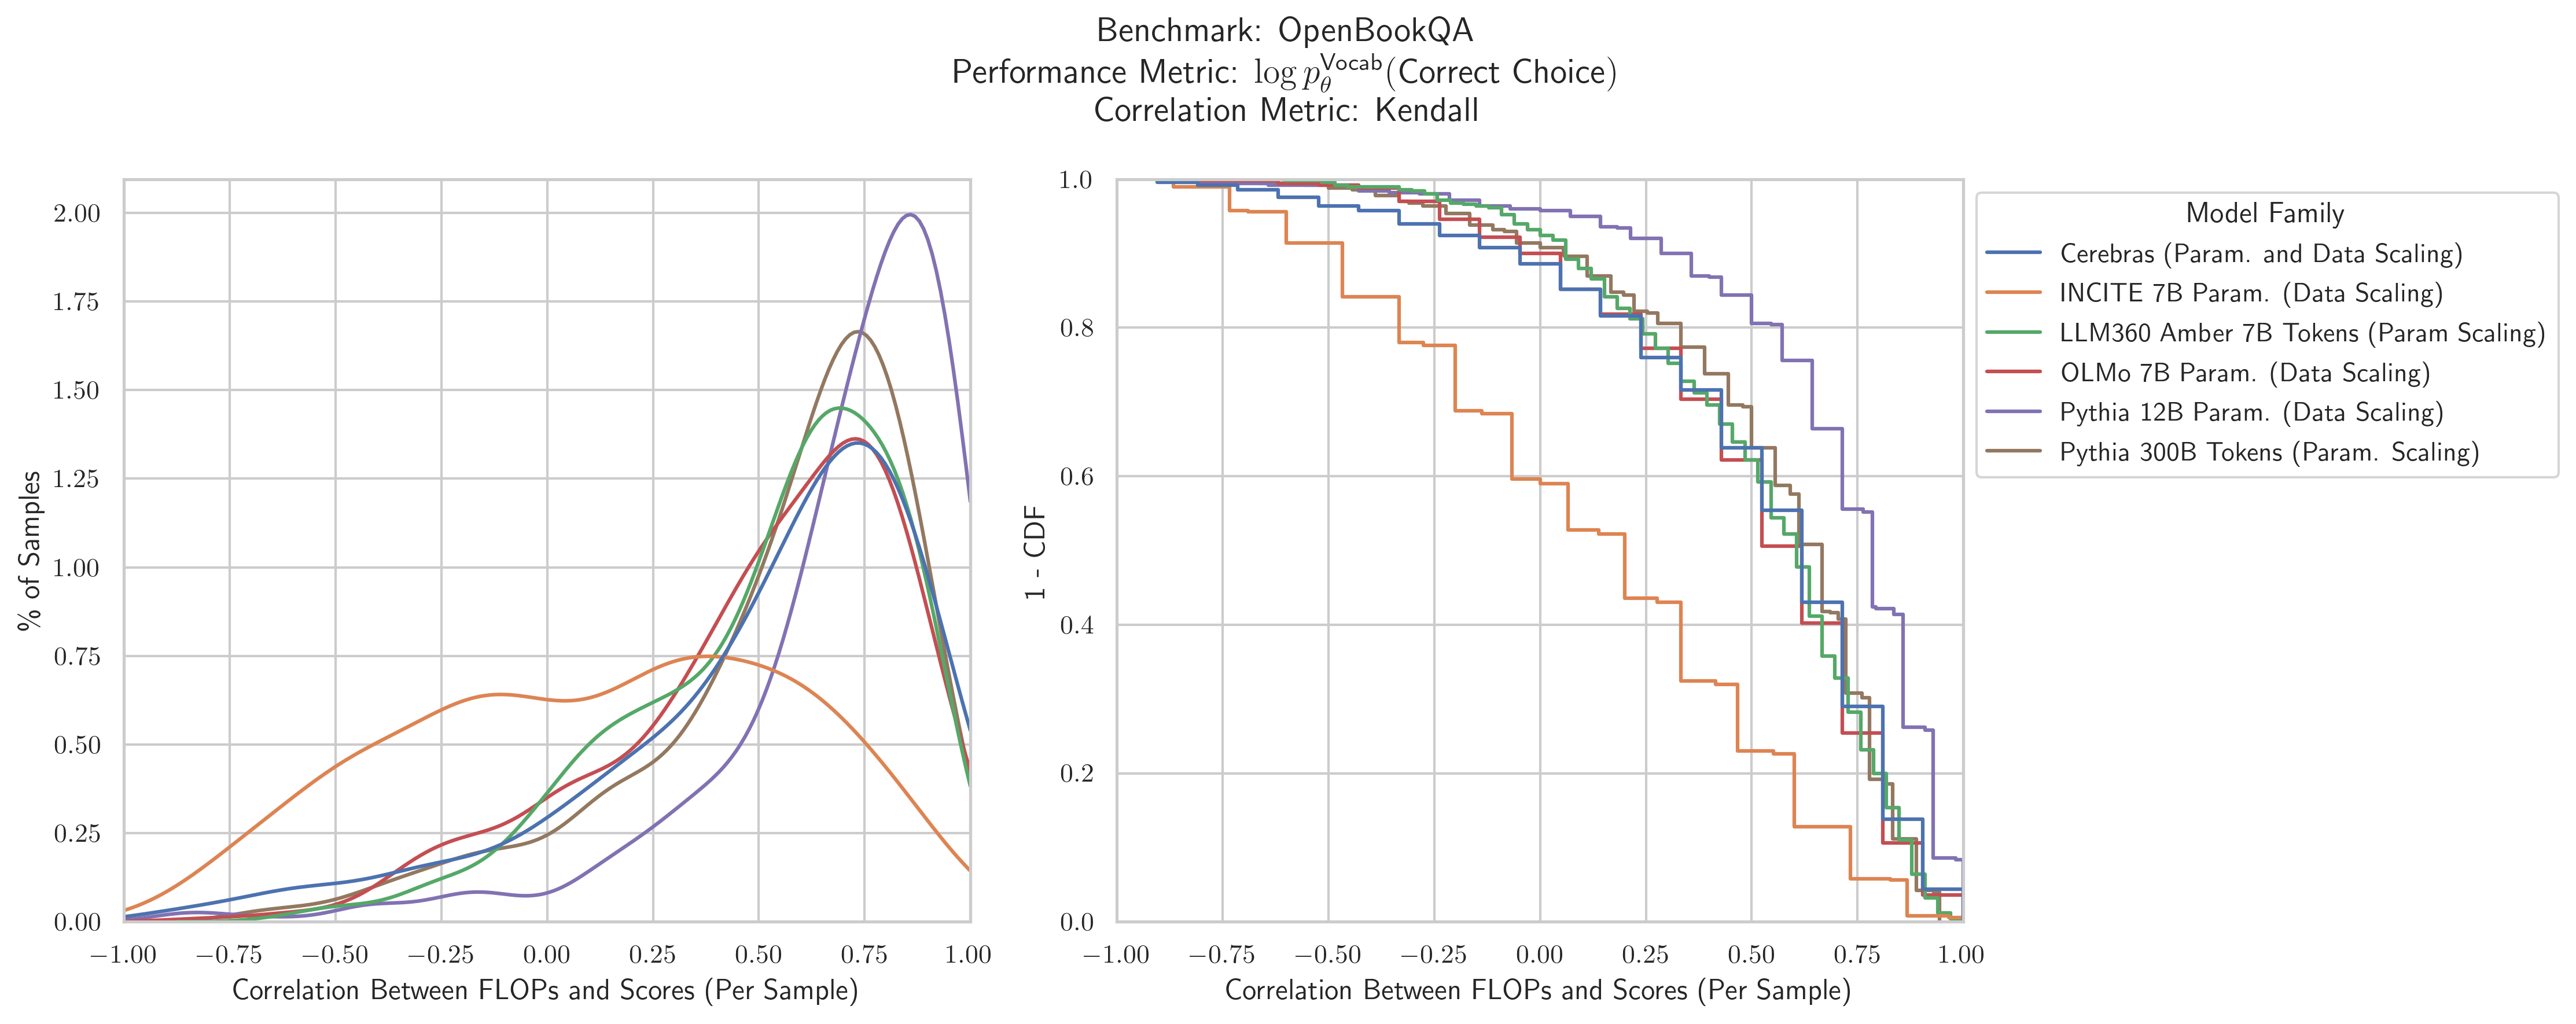 Benchmark: OpenBookQA
Performance Metric: log p_θ^Vocab(Correct Choice)
Correlation Metric: Kendall
% of Samples
2.00
1.75
1.50
1.25
1.00
0.75
0.50
0.25
0.00
−1.00 −0.75 −0.50 −0.25 0.00 0.25 0.50 0.75 1.00
Correlation Between FLOPs and Scores (Per Sample)
1 - CDF
1.0
0.8
0.6
0.4
0.2
0.0
−1.00 −0.75 −0.50 −0.25 0.00 0.25 0.50 0.75 1.00
Correlation Between FLOPs and Scores (Per Sample)
Model Family
Cerebras (Param. and Data Scaling)
INCITE 7B Param. (Data Scaling)
LLM360 Amber 7B Tokens (Param Scaling)
OLMo 7B Param. (Data Scaling)
Pythia 12B Param. (Data Scaling)
Pythia 300B Tokens (Param. Scaling)